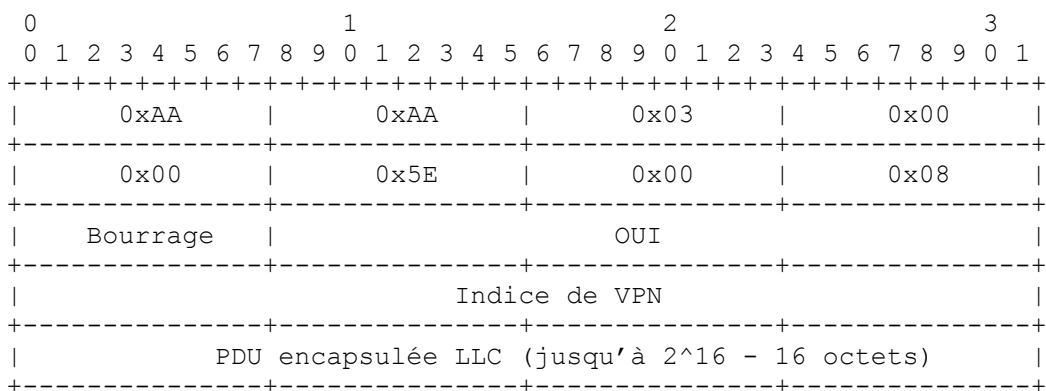 0                   1                   2                   3
0 1 2 3 4 5 6 7 8 9 0 1 2 3 4 5 6 7 8 9 0 1 2 3 4 5 6 7 8 9 0 1
+-+-+-+-+-+-+-+-+-+-+-+-+-+-+-+-+-+-+-+-+-+-+-+-+-+-+-+-+-+-+-+-+
|      0xAA     |      0xAA     |      0x03     |      0x00     |
+---------------+---------------+---------------+---------------+
|      0x00     |      0x5E     |      0x00     |      0x08     |
+---------------+---------------+---------------+---------------+
|    Bourrage   |                     OUI                       |
+---------------+---------------+---------------+---------------+
|                           Indice de VPN                       |
+---------------+---------------+---------------+---------------+
|            PDU encapsulée LLC (jusqu’à 2^16 - 16 octets)      |
+---------------+---------------+---------------+---------------+